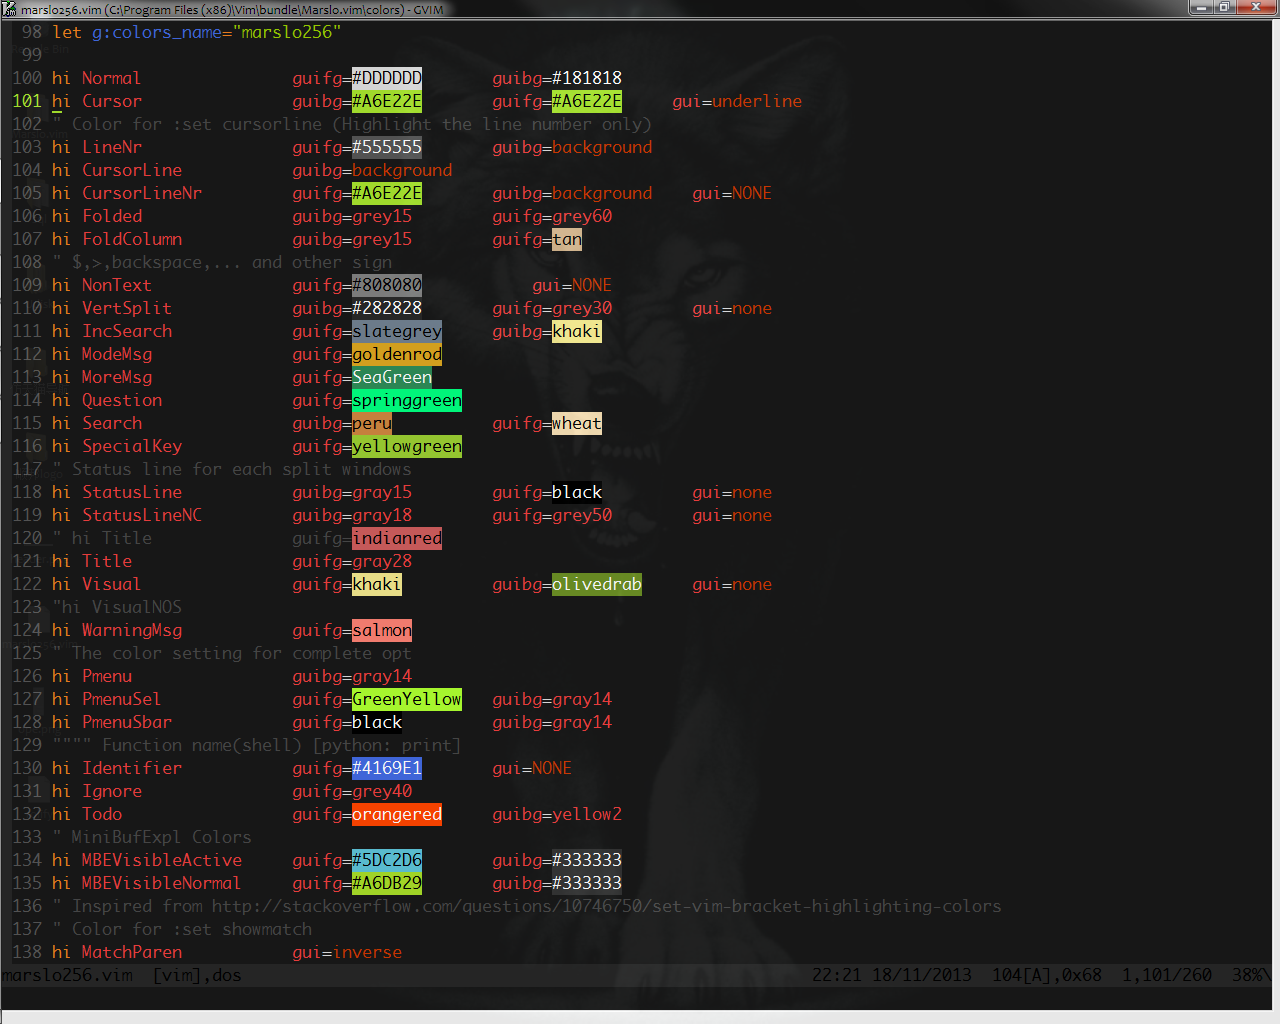 marslo256.vim (C:\Program Files (x86)\Vim\bundle\Marslo.vim\colors) - GVIM
98 let g:colors_name="marslo256"
99
100 hi Normal guifg=#DDDDDD guibg=#181818
101 hi Cursor guibg=#A6E22E guifg=#A6E22E gui=underline
102 " Color for :set cursorline (Highlight the line number only)
103 hi LineNr guifg=#555555 guibg=background
104 hi CursorLine guibg=background
105 hi CursorLineNr guifg=#A6E22E guibg=background gui=NONE
106 hi Folded guibg=grey15 guifg=grey60
107 hi FoldColumn guibg=grey15 guifg=tan
108 " $,>,backspace,... and other sign
109 hi NonText guifg=#808080 gui=NONE
110 hi VertSplit guibg=#282828 guifg=grey30 gui=none
111 hi IncSearch guifg=slategrey guibg=khaki
112 hi ModeMsg guifg=goldenrod
113 hi MoreMsg guifg=SeaGreen
114 hi Question guifg=springgreen
115 hi Search guibg=peru guifg=wheat
116 hi SpecialKey guifg=yellowgreen
117 " Status line for each split windows
118 hi StatusLine guibg=gray15 guifg=black gui=none
119 hi StatusLineNC guibg=gray18 guifg=grey50 gui=none
120 " hi Title guifg=indianred
121 hi Title guifg=gray28
122 hi Visual guifg=khaki guibg=olivedrab gui=none
123 "hi VisualNOS
124 hi WarningMsg guifg=salmon
125 " The color setting for complete opt
126 hi Pmenu guibg=gray14
127 hi PmenuSel guifg=GreenYellow guibg=gray14
128 hi PmenuSbar guifg=black guibg=gray14
129 """" Function name(shell) [python: print]
130 hi Identifier guifg=#4169E1 gui=NONE
131 hi Ignore guifg=grey40
132 hi Todo guifg=orangered guibg=yellow2
133 " MiniBufExpl Colors
134 hi MBEVisibleActive guifg=#5DC2D6 guibg=#333333
135 hi MBEVisibleNormal guifg=#A6DB29 guibg=#333333
136 " Inspired from http://stackoverflow.com/questions/10746750/set-vim-bracket-highlighting-colors
137 " Color for :set showmatch
138 hi MatchParen gui=inverse
marslo256.vim [vim],dos 22:21 18/11/2013 104[A],0x68 1,101/260 38%\